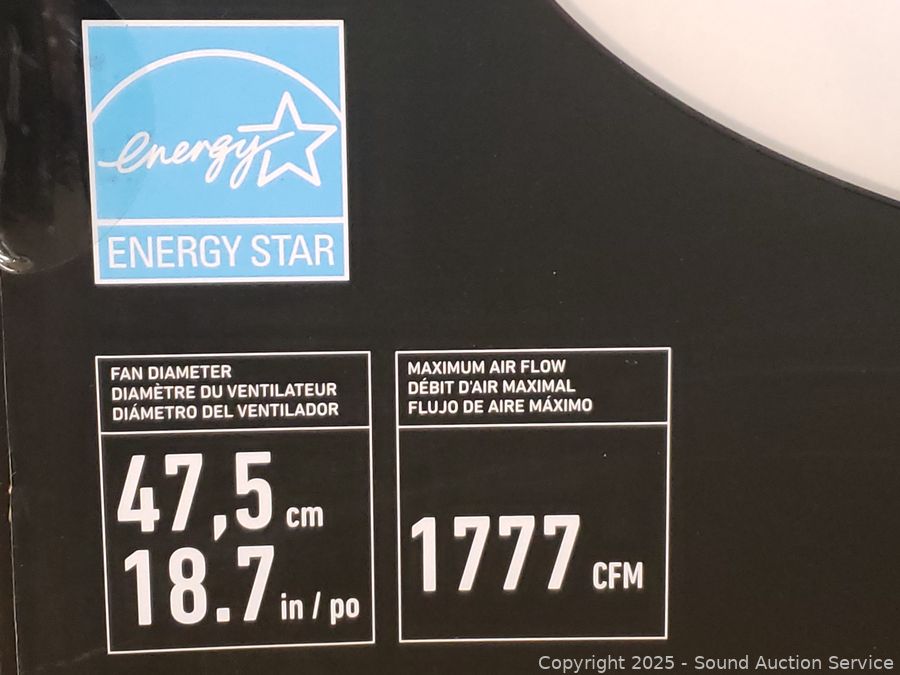 energy
ENERGY STAR
FAN DIAMETER
DIAMÈTRE DU VENTILATEUR
DIÁMETRO DEL VENTILADOR
47,5 cm
18.7 in / po
MAXIMUM AIR FLOW
DÉBIT D'AIR MAXIMAL
FLUJO DE AIRE MÁXIMO
1777 CFM
Copyright 2025 - Sound Auction Service